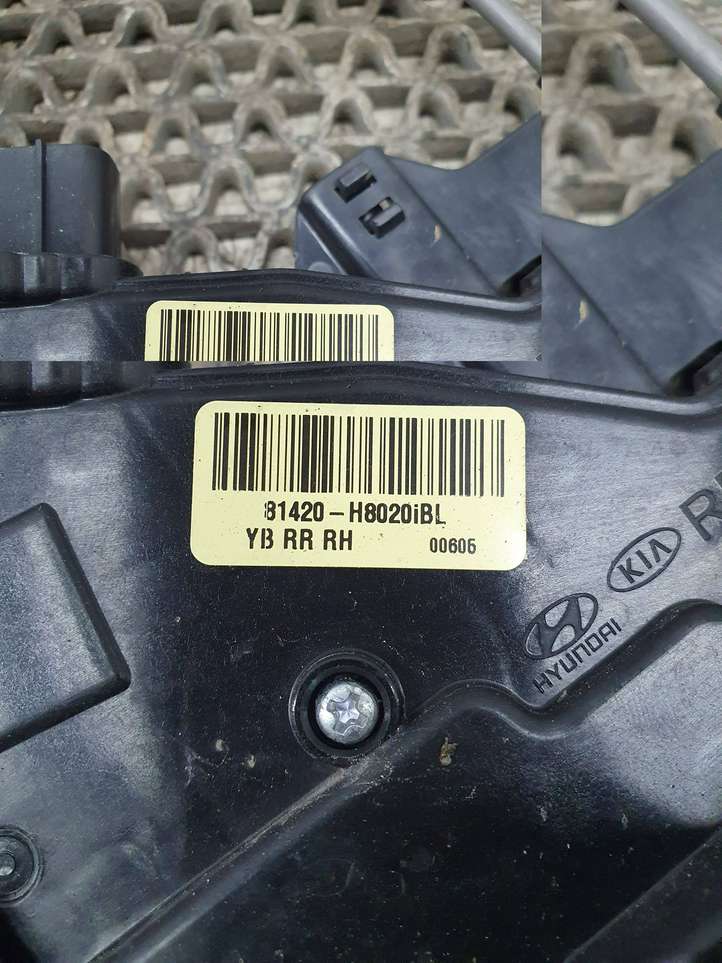 81420-H8020iBL
YB RR RH 00606
KIA
HYUNDAI